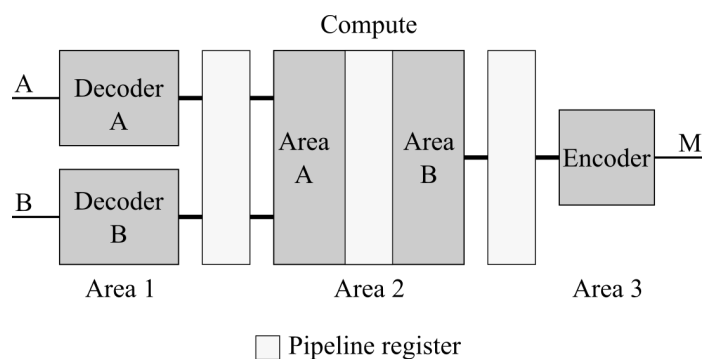 Compute
A
Decoder
A
Area
A
Area
B
Encoder
M
B
Decoder
B
Area 1
Area 2
Area 3
Pipeline register